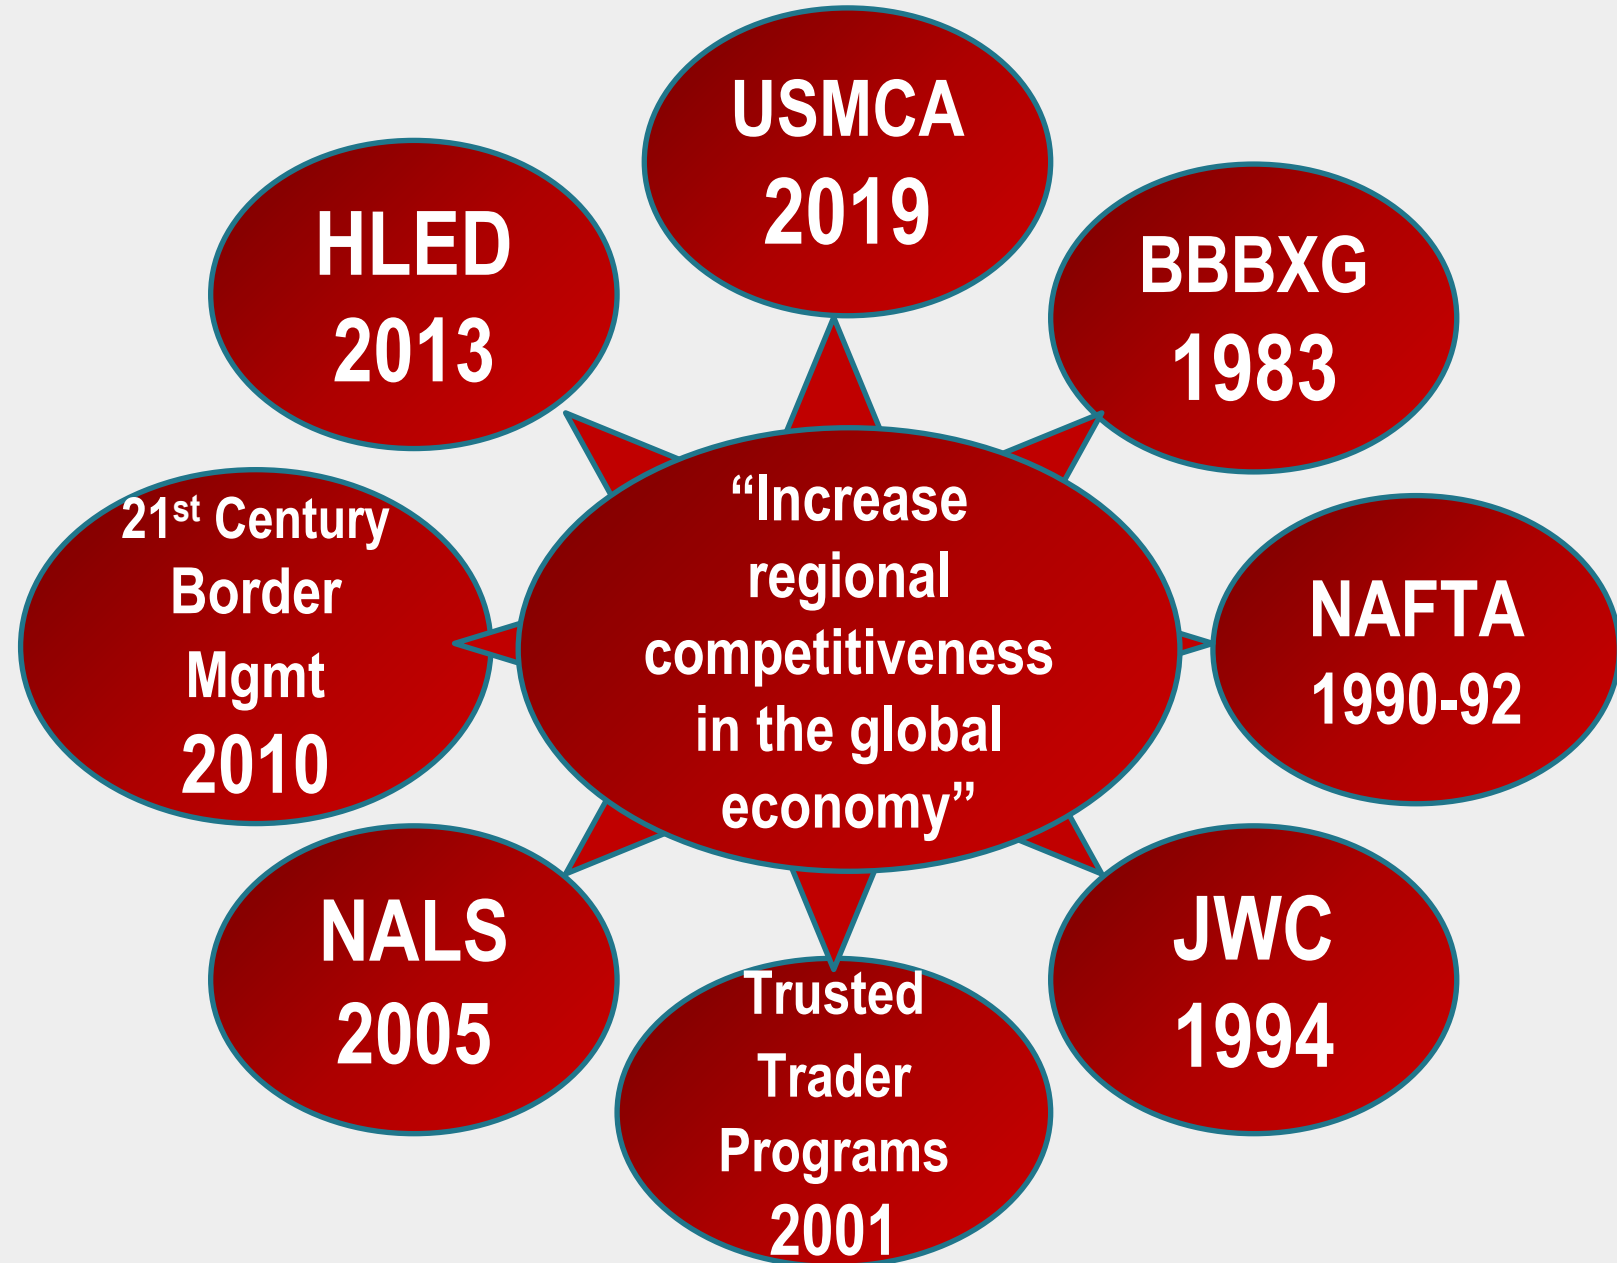 USMCA
2019
HLED
2013
BBBXG
1983
21st Century
Border
Mgmt
2010
“Increase
regional
competitiveness
in the global
economy”
NAFTA
1990-92
NALS
2005
JWC
1994
Trusted
Trader
Programs
2001